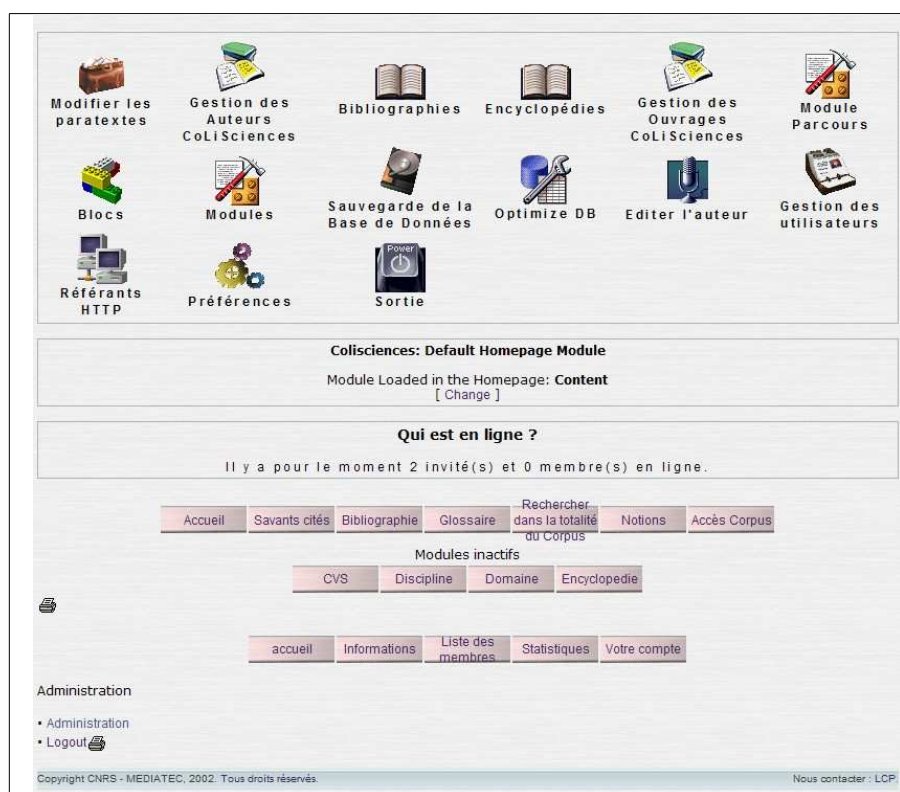 Modifier les paratextes
Gestion des Auteurs CoLiSciences
Bibliographies
Encyclopédies
Gestion des Ouvrages CoLiSciences
Module Parcours
Blocs
Modules
Sauvegarde de la Base de Données
Optimize DB
Editer l'auteur
Gestion des utilisateurs
Référants HTTP
Préférences
Power
Sortie
Colisciences: Default Homepage Module
Module Loaded in the Homepage: Content
[ Change ]
Qui est en ligne ?
Il y a pour le moment 2 invité(s) et 0 membre(s) en ligne.
Accueil
Savants cités
Bibliographie
Glossaire
Rechercher dans la totalité du Corpus
Notions
Accès Corpus
Modules inactifs
CVS
Discipline
Domaine
Encyclopedie
accueil
Informations
Liste des membres
Statistiques
Votre compte
Administration
• Administration
• Logout
Copyright CNRS - MEDIATEC, 2002. Tous droits réservés.
Nous contacter : LCP.